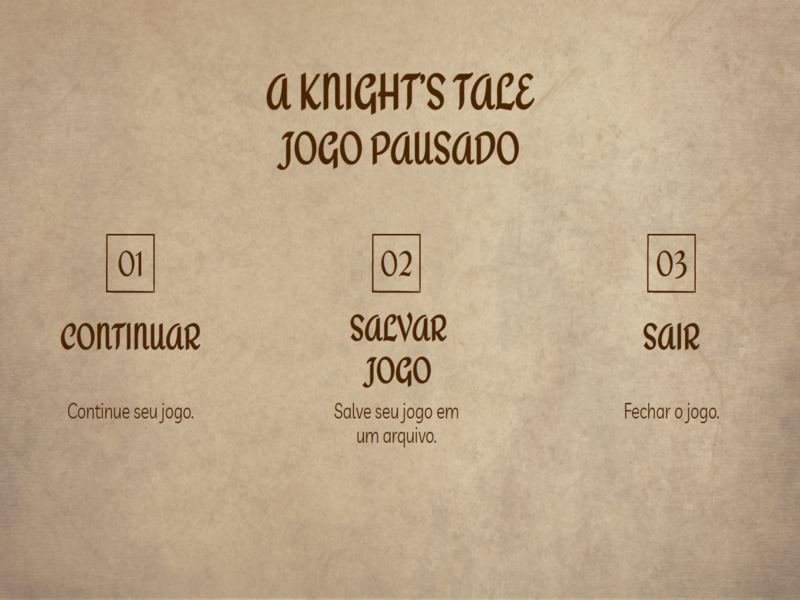 A KNIGHT'S TALE
JOGO PAUSADO
01
CONTINUAR
Continue seu jogo.
02
SALVAR
JOGO
Salve seu jogo em
um arquivo.
03
SAIR
Fechar o jogo.